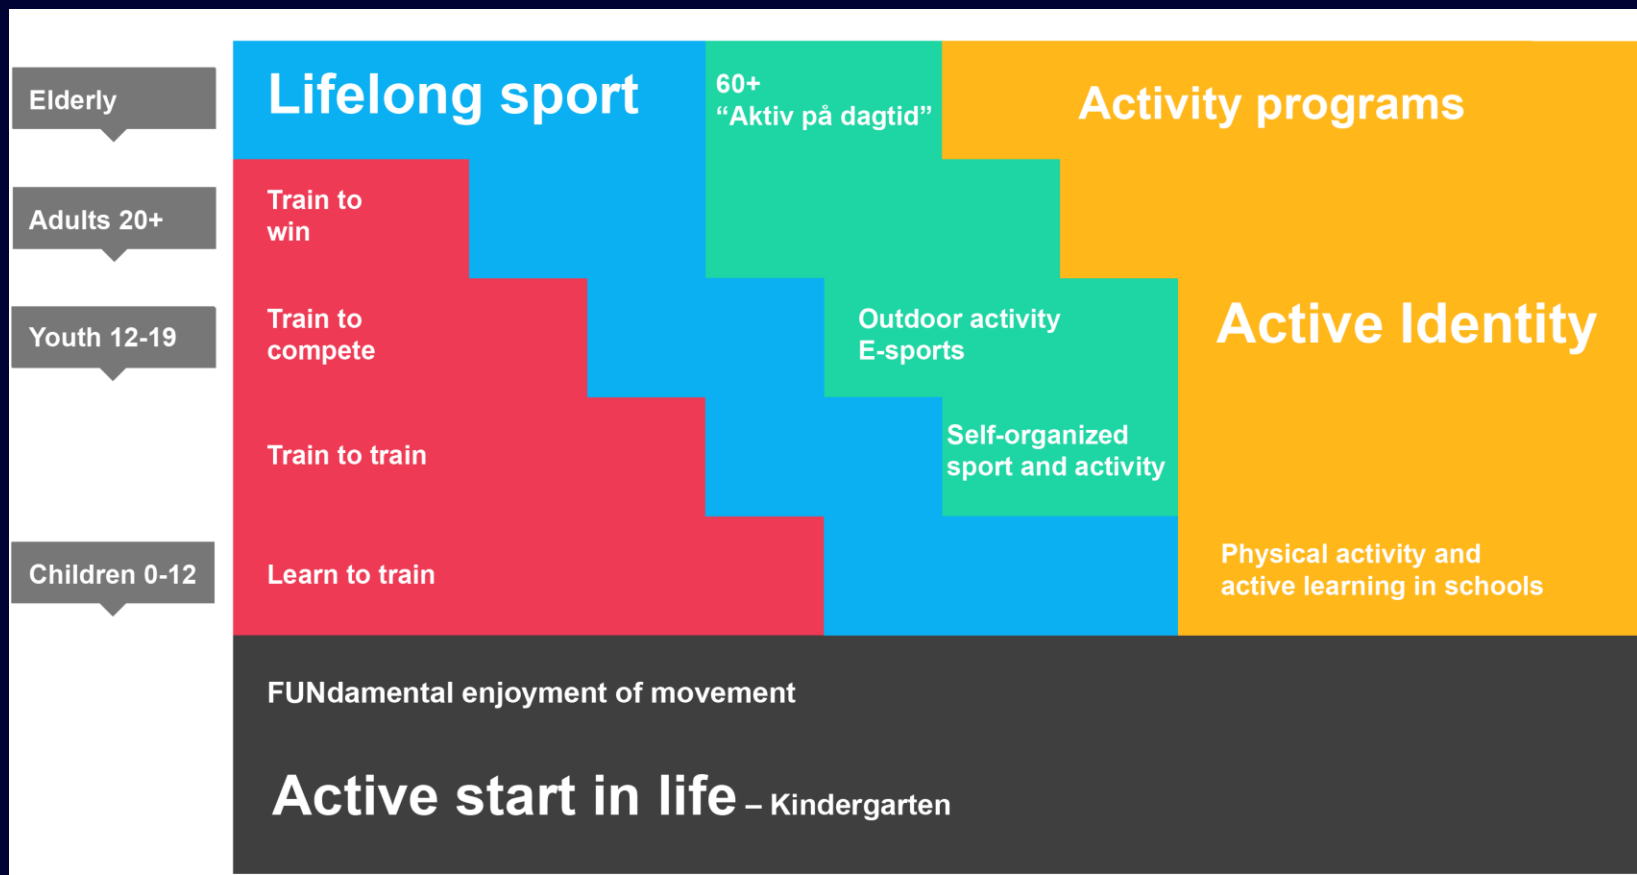 Elderly
Lifelong sport
60+
“Aktiv på dagtid”
Activity programs
Adults 20+
Train to
win
Youth 12-19
Train to
compete
Outdoor activity
E-sports
Active Identity
Train to train
Self-organized
sport and activity
Children 0-12
Learn to train
Physical activity and
active learning in schools
FUNdamental enjoyment of movement
Active start in life – Kindergarten